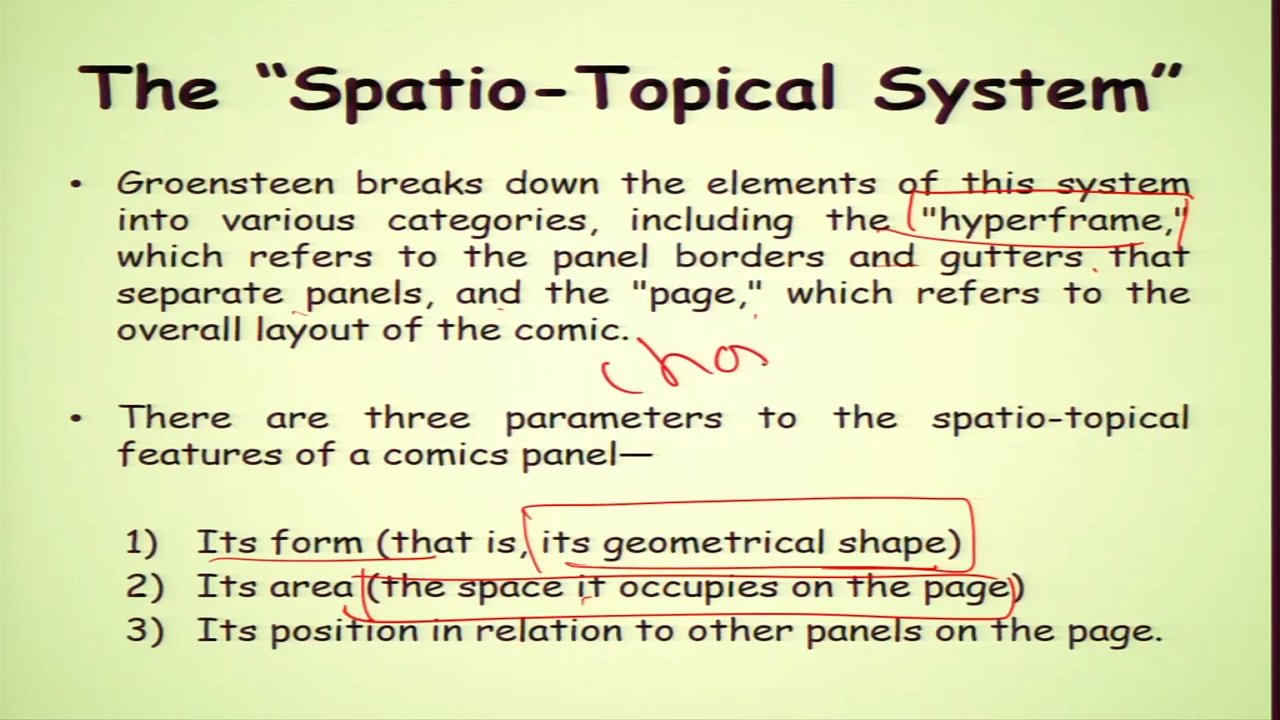 The “Spatio-Topical System”
• Groensteen breaks down the elements of this system
into various categories, including the "hyperframe,"
which refers to the panel borders and gutters that
separate panels, and the "page," which refers to the
overall layout of the comic.
chos
• There are three parameters to the spatio-topical
features of a comics panel—
1) Its form (that is, its geometrical shape)
2) Its area (the space it occupies on the page)
3) Its position in relation to other panels on the page.